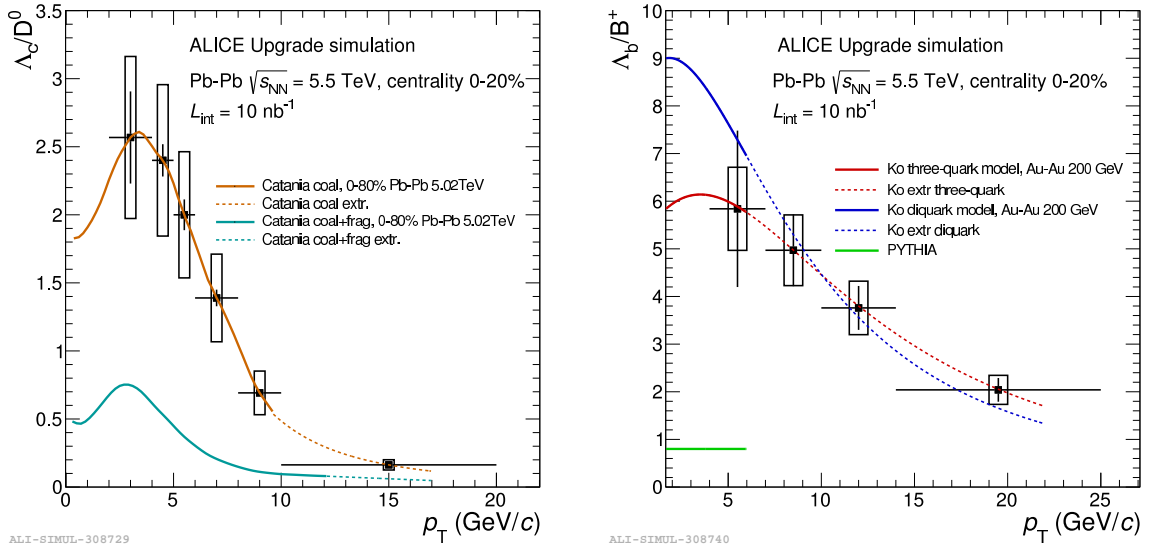 Λc/D⁰
ALICE Upgrade simulation
Pb-Pb √sNN = 5.5 TeV, centrality 0-20%
Lint = 10 nb⁻¹
Catania coal, 0-80% Pb-Pb 5.02TeV
Catania coal extr.
Catania coal+frag, 0-80% Pb-Pb 5.02TeV
Catania coal+frag extr.
3.5
3
2.5
2
1.5
1
0.5
0
0 5 10 15 20
pT (GeV/c)
ALI-SIMUL-308729
Λb/B⁺
ALICE Upgrade simulation
Pb-Pb √sNN = 5.5 TeV, centrality 0-20%
Lint = 10 nb⁻¹
Ko three-quark model, Au-Au 200 GeV
Ko extr three-quark
Ko diquark model, Au-Au 200 GeV
Ko extr diquark
PYTHIA
10
9
8
7
6
5
4
3
2
1
0
5 10 15 20 25
pT (GeV/c)
ALI-SIMUL-308740